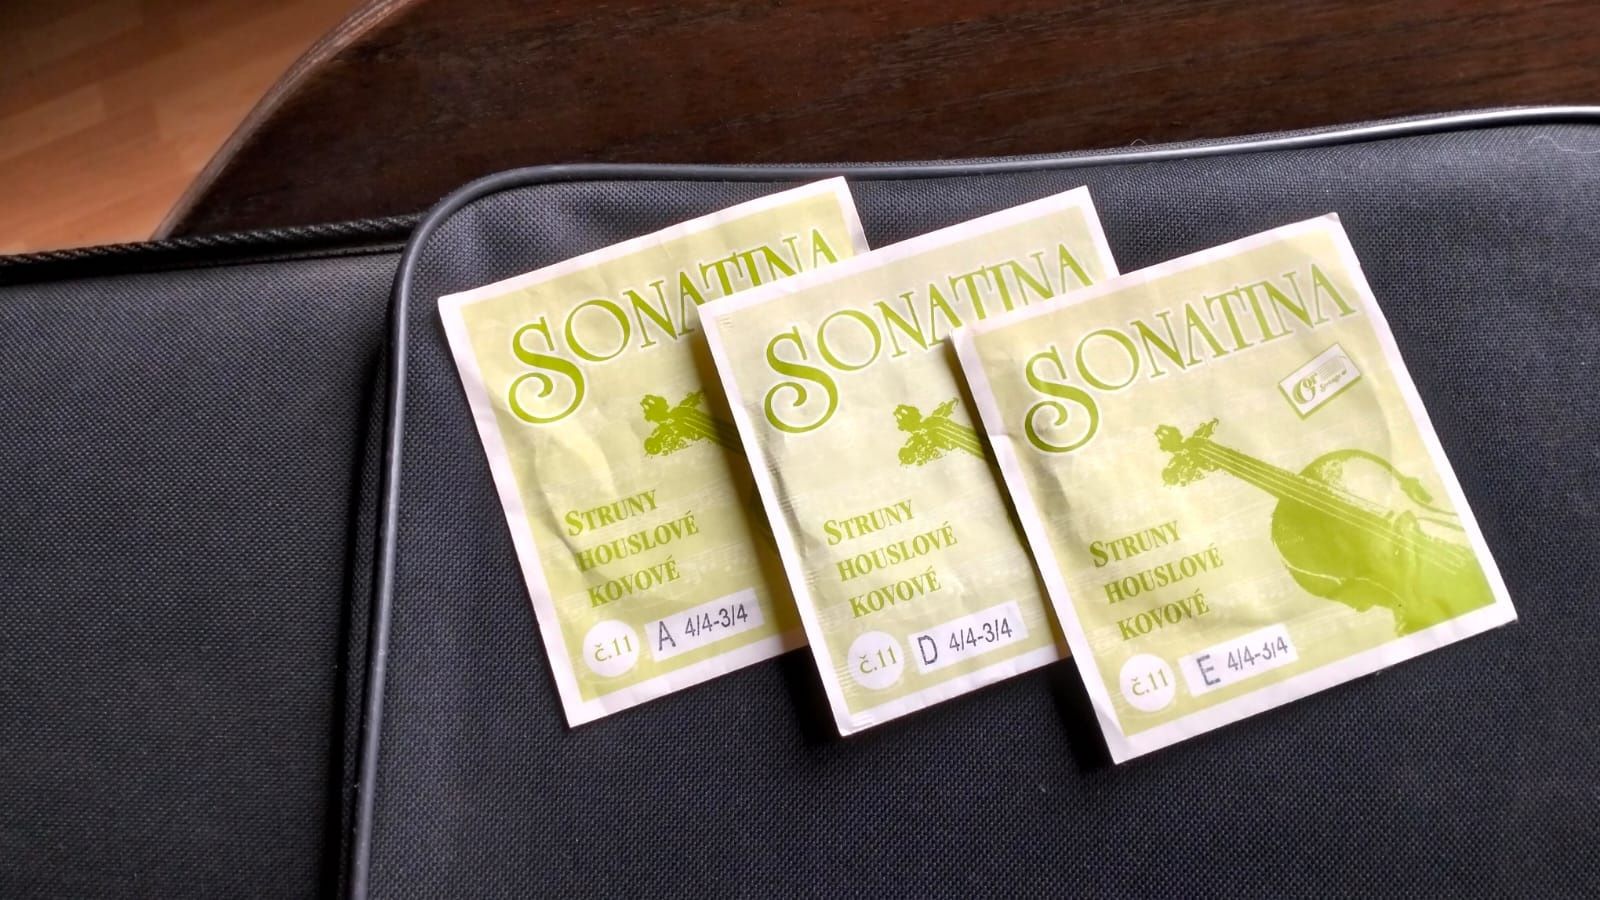 SONATINA
STRUNY
HOUSLOVÉ
KOVOVÉ
č.11 A 4/4-3/4
SONATINA
STRUNY
HOUSLOVÉ
KOVOVÉ
č.11 D 4/4-3/4
SONATINA
Gor
STRUNY
HOUSLOVÉ
KOVOVÉ
č.11 E 4/4-3/4